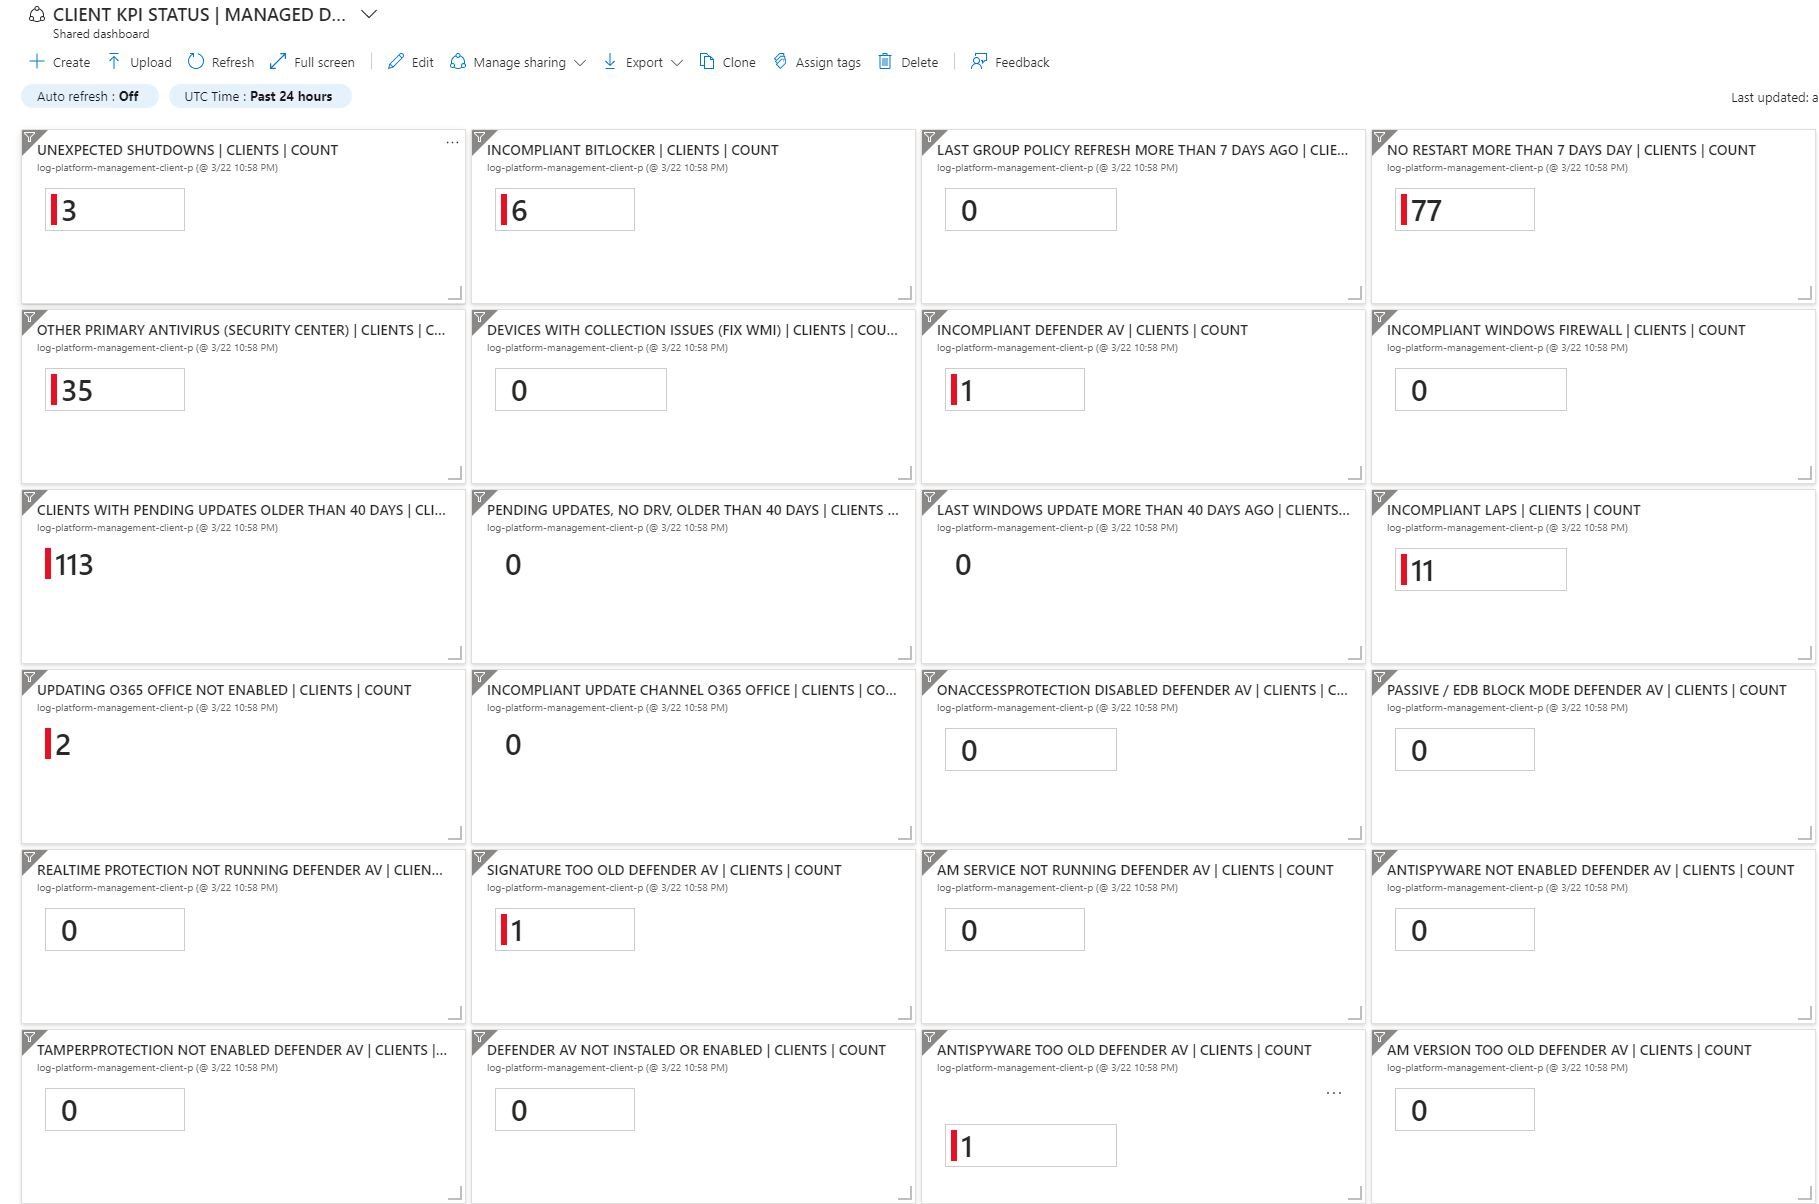 CLIENT KPI STATUS | MANAGED D...
Shared dashboard
Create Upload Refresh Full screen Edit Manage sharing Export Clone Assign tags Delete Feedback
Auto refresh : Off UTC Time : Past 24 hours Last updated: a
UNEXPECTED SHUTDOWNS | CLIENTS | COUNT
log-platform-management-client-p (@ 3/22 10:58 PM)
3
INCOMPLIANT BITLOCKER | CLIENTS | COUNT
log-platform-management-client-p (@ 3/22 10:58 PM)
6
LAST GROUP POLICY REFRESH MORE THAN 7 DAYS AGO | CLIE...
log-platform-management-client-p (@ 3/22 10:58 PM)
0
NO RESTART MORE THAN 7 DAYS DAY | CLIENTS | COUNT
log-platform-management-client-p (@ 3/22 10:58 PM)
77
OTHER PRIMARY ANTIVIRUS (SECURITY CENTER) | CLIENTS | C...
log-platform-management-client-p (@ 3/22 10:58 PM)
35
DEVICES WITH COLLECTION ISSUES (FIX WMI) | CLIENTS | COU...
log-platform-management-client-p (@ 3/22 10:58 PM)
0
INCOMPLIANT DEFENDER AV | CLIENTS | COUNT
log-platform-management-client-p (@ 3/22 10:58 PM)
1
INCOMPLIANT WINDOWS FIREWALL | CLIENTS | COUNT
log-platform-management-client-p (@ 3/22 10:58 PM)
0
CLIENTS WITH PENDING UPDATES OLDER THAN 40 DAYS | CLI...
log-platform-management-client-p (@ 3/22 10:58 PM)
113
PENDING UPDATES, NO DRV, OLDER THAN 40 DAYS | CLIENTS ...
log-platform-management-client-p (@ 3/22 10:58 PM)
0
LAST WINDOWS UPDATE MORE THAN 40 DAYS AGO | CLIENTS...
log-platform-management-client-p (@ 3/22 10:58 PM)
0
INCOMPLIANT LAPS | CLIENTS | COUNT
log-platform-management-client-p (@ 3/22 10:58 PM)
11
UPDATING O365 OFFICE NOT ENABLED | CLIENTS | COUNT
log-platform-management-client-p (@ 3/22 10:58 PM)
2
INCOMPLIANT UPDATE CHANNEL O365 OFFICE | CLIENTS | CO...
log-platform-management-client-p (@ 3/22 10:58 PM)
0
ONACCESSPROTECTION DISABLED DEFENDER AV | CLIENTS | C...
log-platform-management-client-p (@ 3/22 10:58 PM)
0
PASSIVE / EDB BLOCK MODE DEFENDER AV | CLIENTS | COUNT
log-platform-management-client-p (@ 3/22 10:58 PM)
0
REALTIME PROTECTION NOT RUNNING DEFENDER AV | CLIEN...
log-platform-management-client-p (@ 3/22 10:58 PM)
0
SIGNATURE TOO OLD DEFENDER AV | CLIENTS | COUNT
log-platform-management-client-p (@ 3/22 10:58 PM)
1
AM SERVICE NOT RUNNING DEFENDER AV | CLIENTS | COUNT
log-platform-management-client-p (@ 3/22 10:58 PM)
0
ANTISPYWARE NOT ENABLED DEFENDER AV | CLIENTS | COUNT
log-platform-management-client-p (@ 3/22 10:58 PM)
0
TAMPERPROTECTION NOT ENABLED DEFENDER AV | CLIENTS |...
log-platform-management-client-p (@ 3/22 10:58 PM)
0
DEFENDER AV NOT INSTALED OR ENABLED | CLIENTS | COUNT
log-platform-management-client-p (@ 3/22 10:58 PM)
0
ANTISPYWARE TOO OLD DEFENDER AV | CLIENTS | COUNT
log-platform-management-client-p (@ 3/22 10:58 PM)
1
AM VERSION TOO OLD DEFENDER AV | CLIENTS | COUNT
log-platform-management-client-p (@ 3/22 10:58 PM)
0